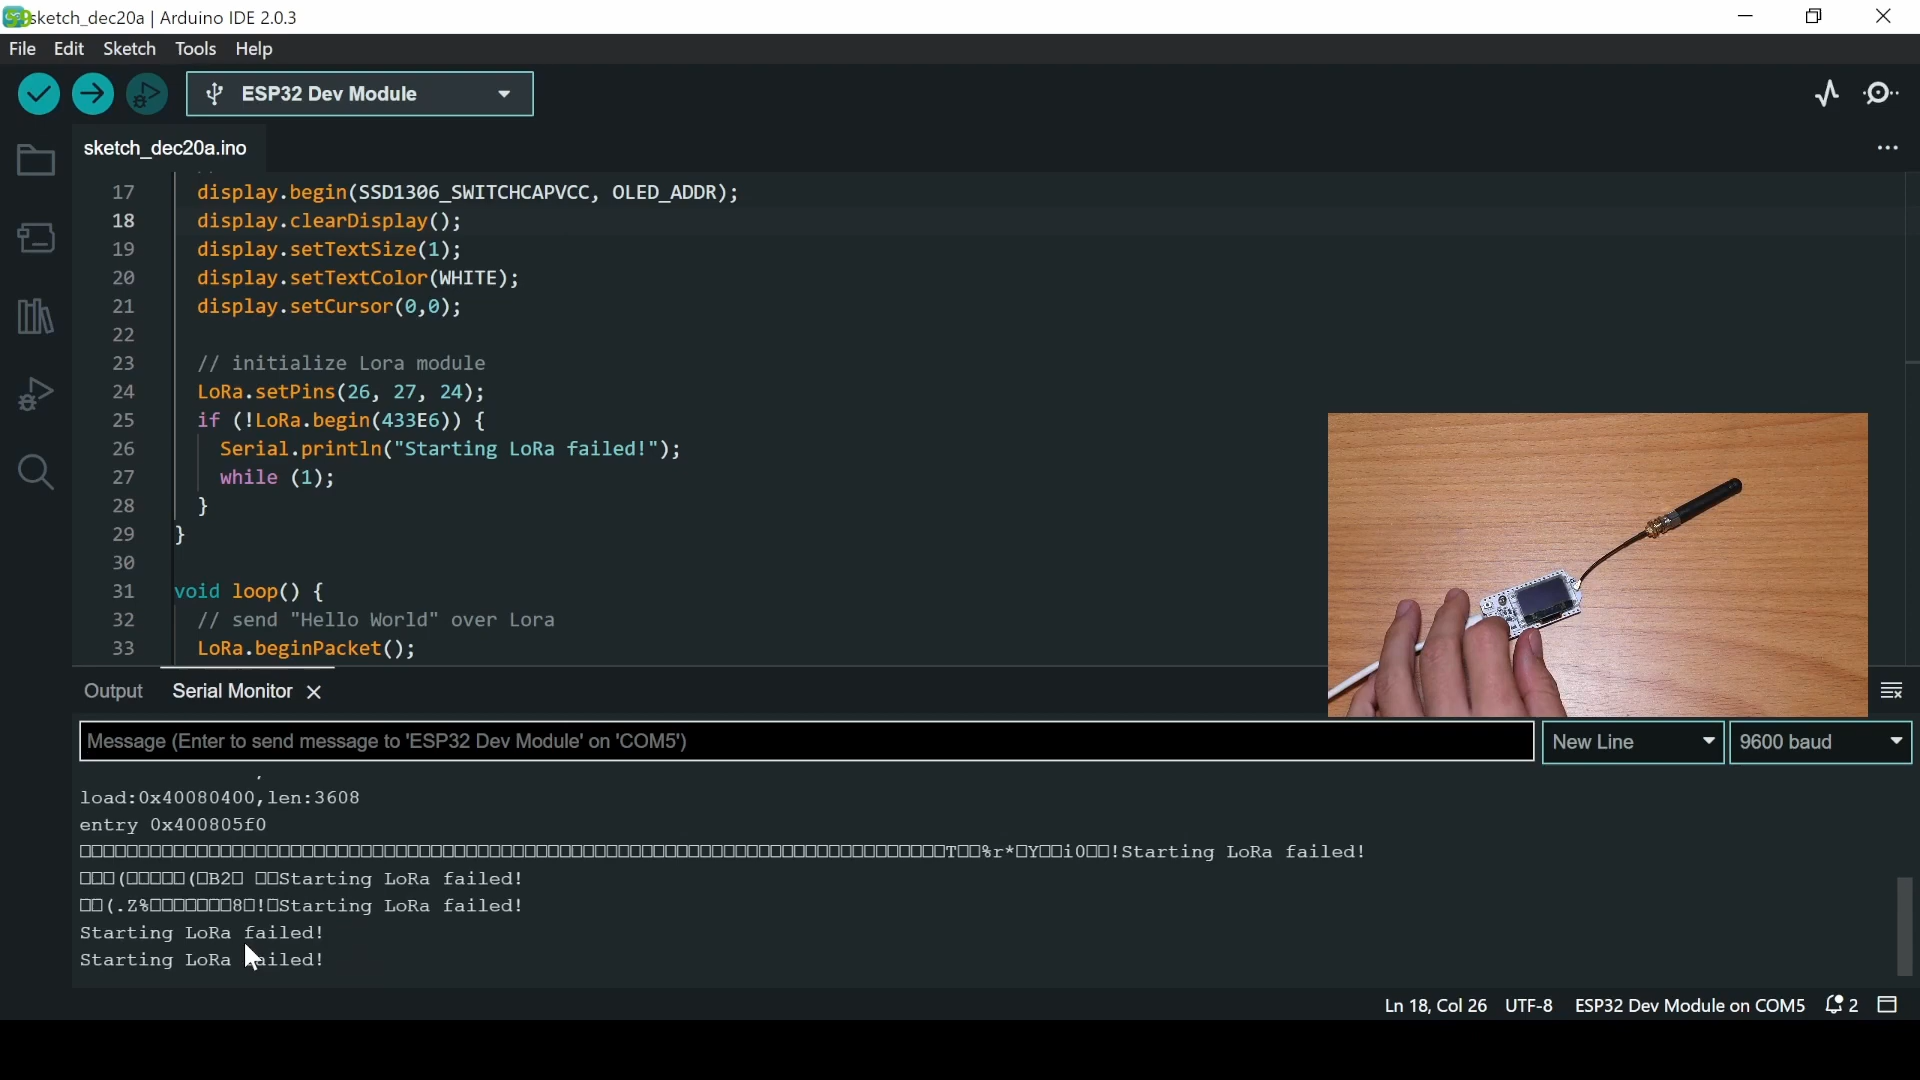 sketch_dec20a | Arduino IDE 2.0.3
File Edit Sketch Tools Help
ESP32 Dev Module
sketch_dec20a.ino
17 display.begin(SSD1306_SWITCHCAPVCC, OLED_ADDR);
18 display.clearDisplay();
19 display.setTextSize(1);
20 display.setTextColor(WHITE);
21 display.setCursor(0,0);
22
23 // initialize Lora module
24 LoRa.setPins(26, 27, 24);
25 if (!LoRa.begin(433E6)) {
26 Serial.println("Starting LoRa failed!");
27 while (1);
28 }
29 }
30
31 void loop() {
32 // send "Hello World" over Lora
33 LoRa.beginPacket();
Output Serial Monitor
Message (Enter to send message to 'ESP32 Dev Module' on 'COM5') New Line 9600 baud
load:0x40080400,len:3608
entry 0x400805f0
T□□%r*□Y□□i0□□!Starting LoRa failed!
□□□(□□□□□(□B2□ □□Starting LoRa failed!
□□(.Z%□□□□□□□8□!□Starting LoRa failed!
Starting LoRa failed!
Starting LoRa failed!
Ln 18, Col 26 UTF-8 ESP32 Dev Module on COM5 2